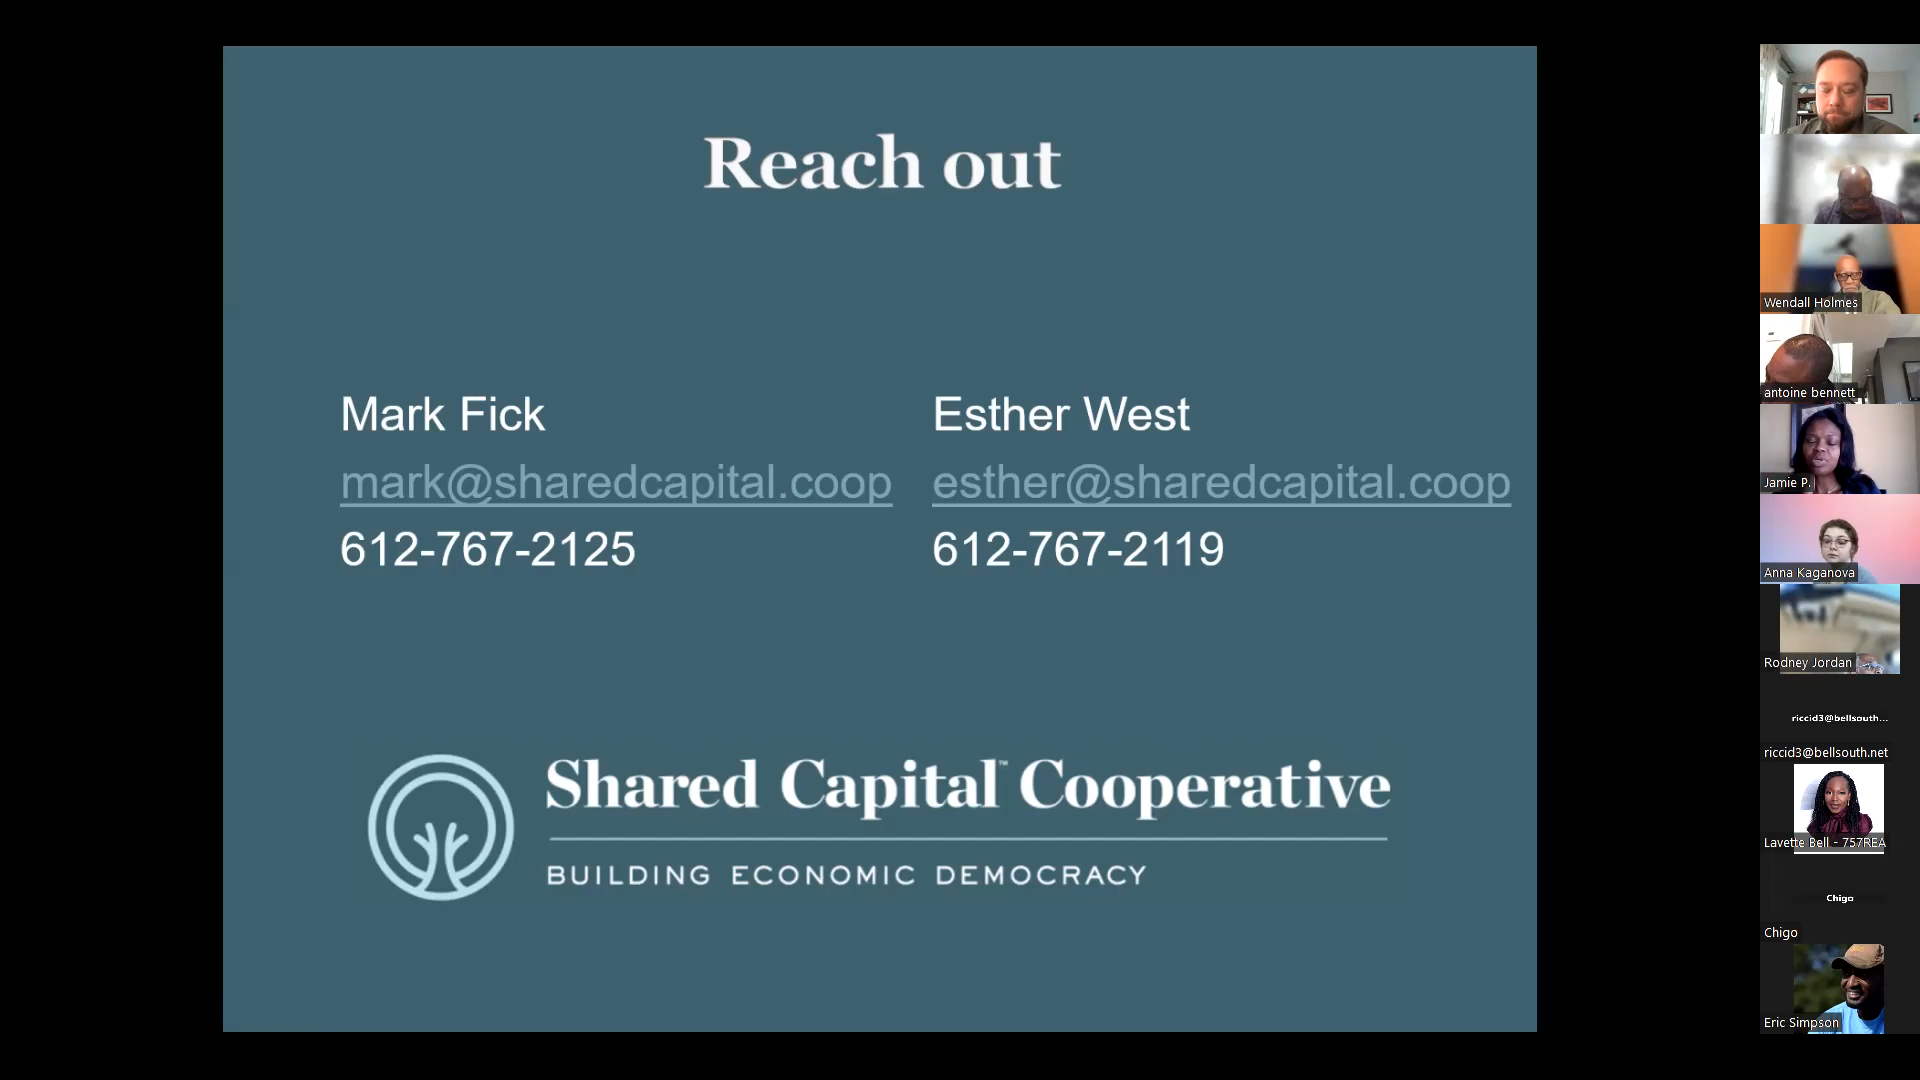 Reach out
Mark Fick
mark@sharedcapital.coop
612-767-2125
Esther West
esther@sharedcapital.coop
612-767-2119
Shared Capital™ Cooperative
BUILDING ECONOMIC DEMOCRACY
Wendall Holmes
antoine bennett
Jamie P.
Anna Kaganova
Rodney Jordan
riccid3@bellsouth...
riccid3@bellsouth.net
Lavette Bell - 757REA
Chigo
Chigo
Eric Simpson